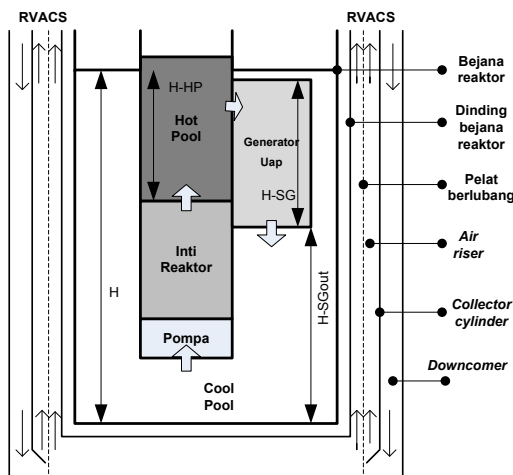 RVACS
RVACS
H-HP
Hot
Pool
Generator
Uap
H-SG
Inti
Reaktor
H
H-SGout
Pompa
Cool
Pool
Bejana
reaktor
Dinding
bejana
reaktor
Pelat
berlubang
Air
riser
Collector
cylinder
Downcomer